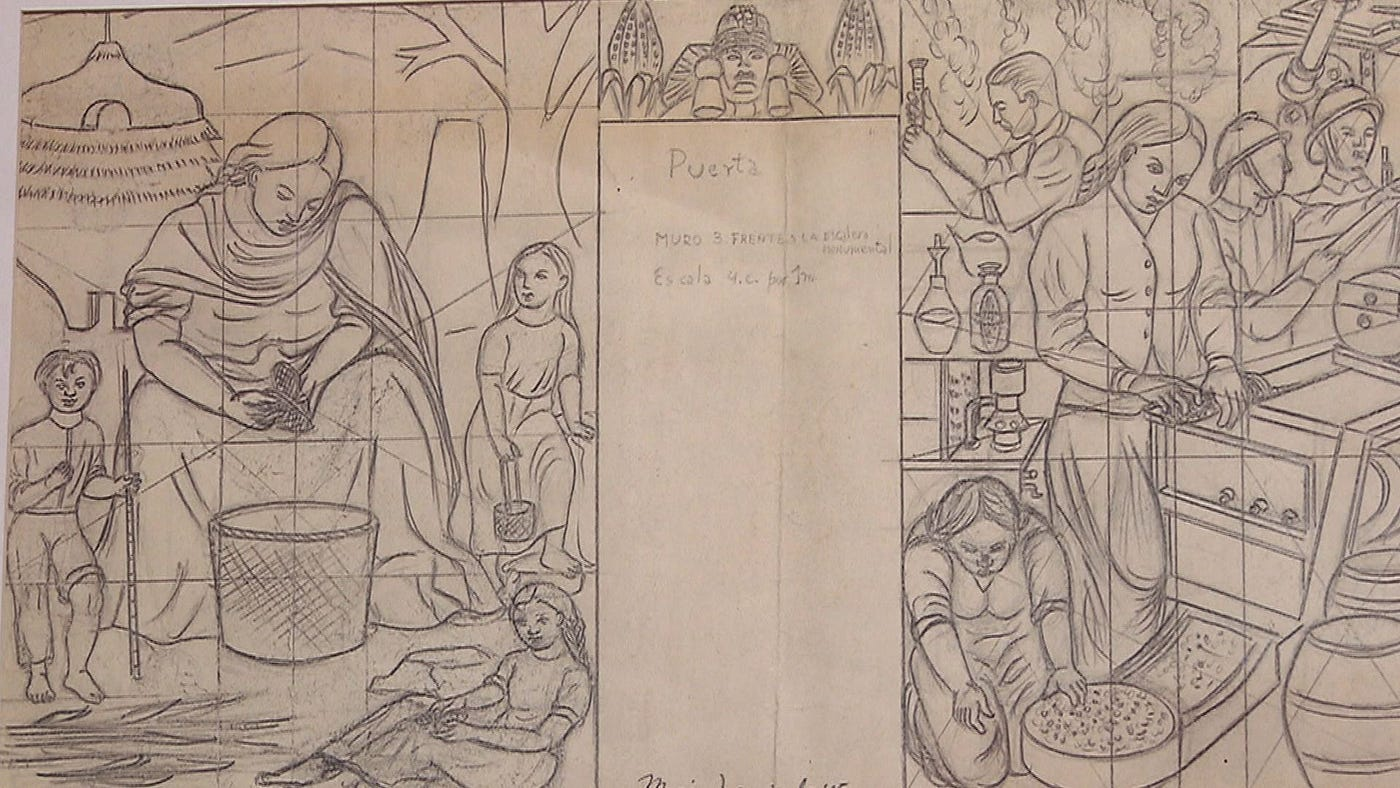 Puerta
MURO 3. FRENTE A LA escalera
monumental
Escala 4.c. por 1m.